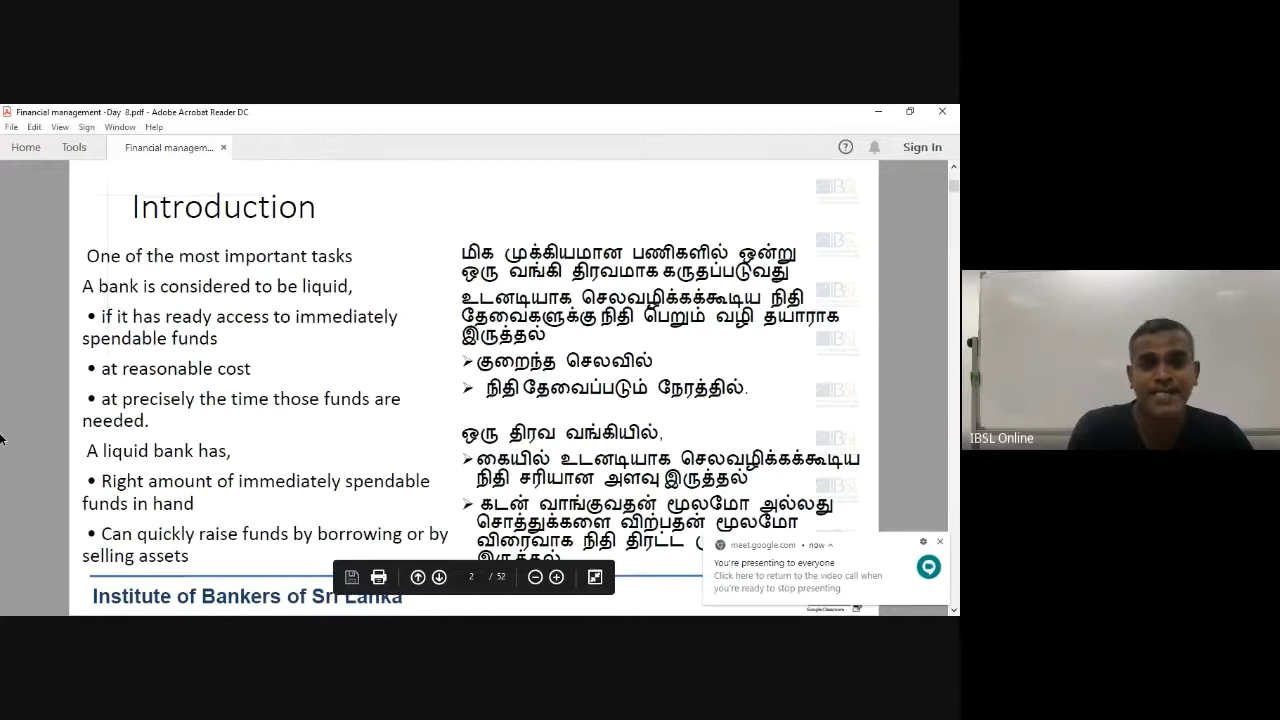 Financial management -Day 8.pdf - Adobe Acrobat Reader DC
File Edit View Sign Window Help
Home Tools Financial managem... × Sign In
Introduction
One of the most important tasks
A bank is considered to be liquid,
• if it has ready access to immediately
spendable funds
• at reasonable cost
• at precisely the time those funds are
needed.
A liquid bank has,
• Right amount of immediately spendable
funds in hand
• Can quickly raise funds by borrowing or by
selling assets
மிக முக்கியமான பணிகளில் ஒன்று
ஒரு வங்கி திரவமாக கருதப்படுவது
உடனடியாக செலவழிக்கக்கூடிய நிதி
தேவைகளுக்கு நிதி பெறும் வழி தயாராக
இருத்தல்
➢குறைந்த செலவில்
➢ நிதி தேவைப்படும் நேரத்தில்.
ஒரு திரவ வங்கியில்,
➢கையில் உடனடியாக செலவழிக்கக்கூடிய
நிதி சரியான அளவு இருத்தல்
➢ கடன் வாங்குவதன் மூலமோ அல்லது
சொத்துக்களை விற்பதன் மூலமோ
விரைவாக நிதி திரட்ட
இருத்தல்
2 / 52
Institute of Bankers of Sri Lanka
meet.google.com • now
You're presenting to everyone
Click here to return to the video call when
you're ready to stop presenting
Google Classroom
IBSL Online